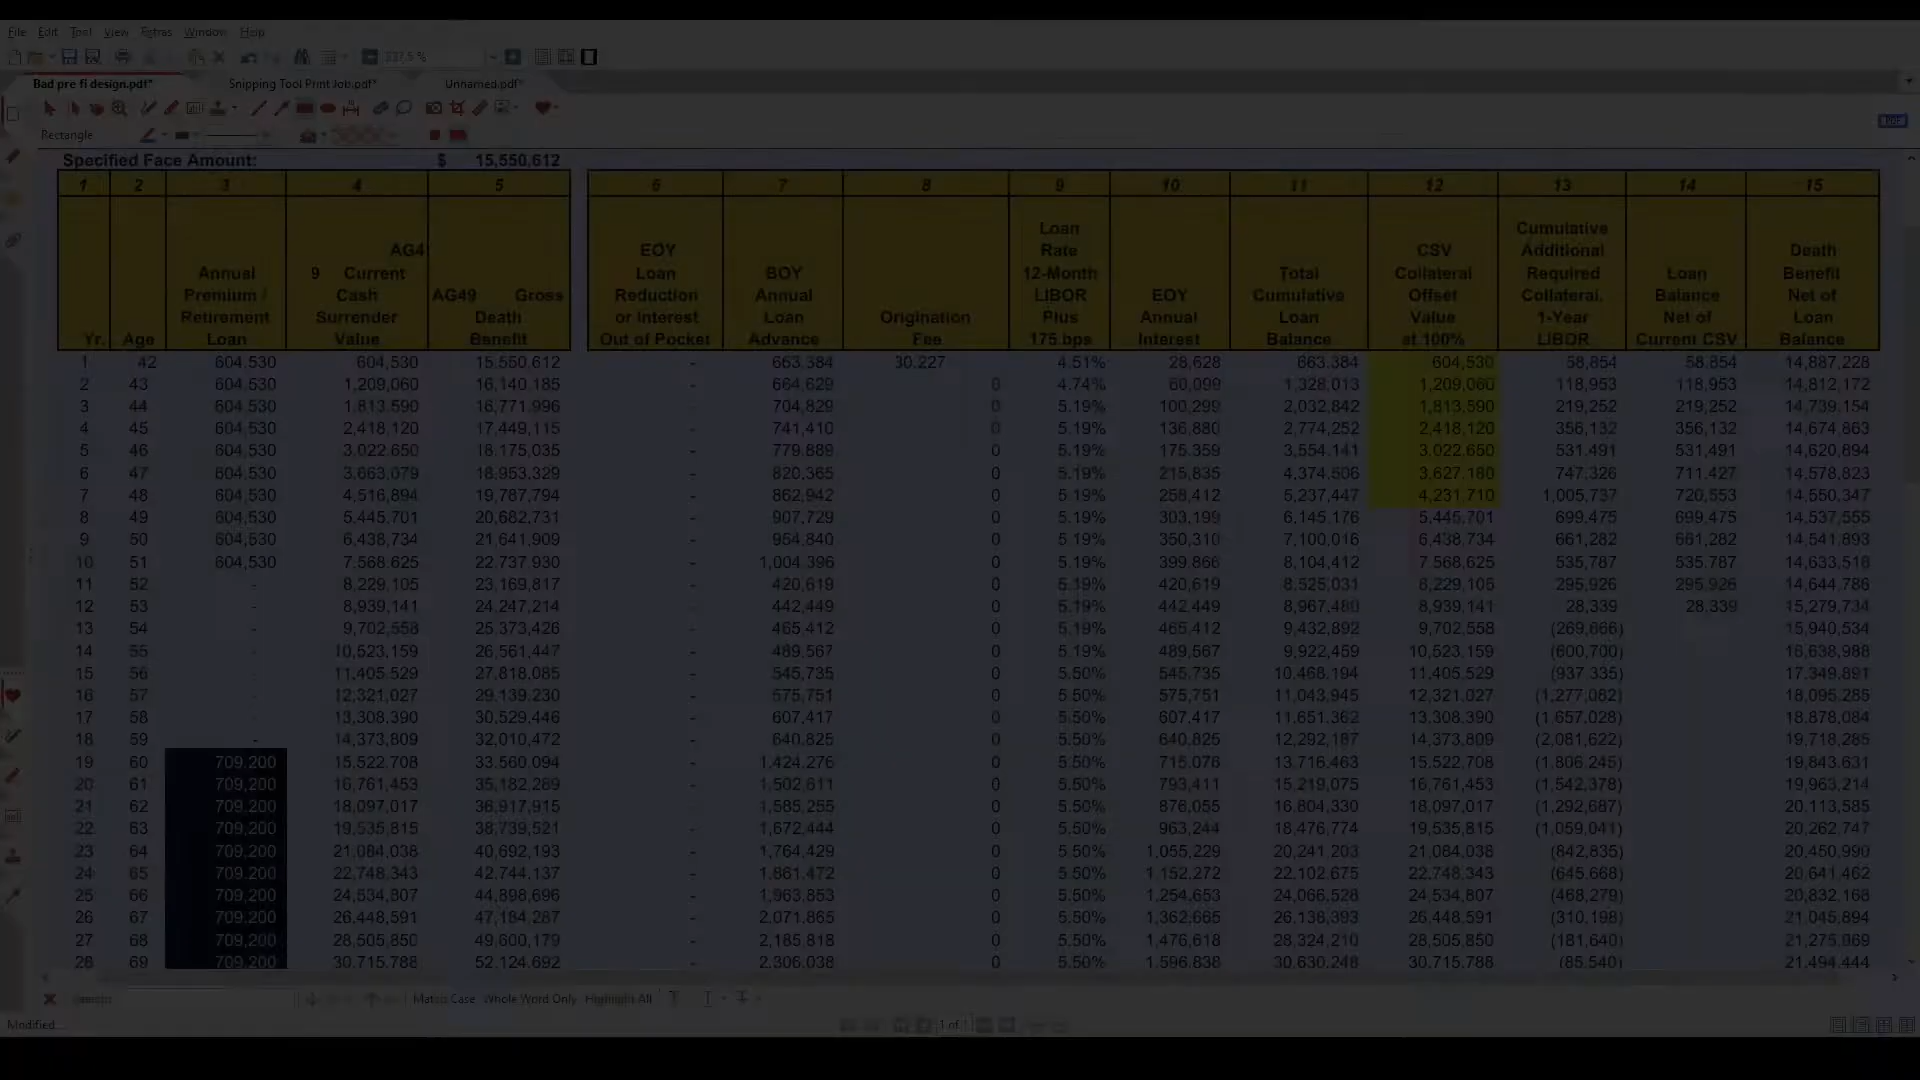 File Edit Tool View Extras Window Help
337.5 %
Bad pre fi design.pdf* Snipping Tool Print Job.pdf* Unnamed.pdf*
Rectangle
Specified Face Amount: $ 15,550,612
1 2 3 4 5 6 7 8 9 10 11 12 13 14 15
Loan Cumulative
AG4 EOY Rate CSV Additional Death
Annual 9 Current Loan BOY 12-Month Collateral Required Loan Benefit
Premium / Cash AG49 Gross Reduction Annual LIBOR EOY Total Offset Collateral, Balance Net of
Retirement Surrender Death or Interest Loan Origination Plus Annual Cumulative Value 1-Year Net of Loan
Yr. Age Loan Value Benefit Out of Pocket Advance Fee 175 bps Interest Loan Balance at 100% LIBOR Current CSV Balance
1 42 604,530 604,530 15,550,612 - 663,384 30,227 4.51% 28,628 663,384 604,530 58,854 58,854 14,887,228
2 43 604,530 1,209,060 16,140,185 - 664,629 0 4.74% 60,099 1,328,013 1,209,060 118,953 118,953 14,812,172
3 44 604,530 1,813,590 16,771,996 - 704,829 0 5.19% 100,299 2,032,842 1,813,590 219,252 219,252 14,739,154
4 45 604,530 2,418,120 17,449,115 - 741,410 0 5.19% 136,880 2,774,252 2,418,120 356,132 356,132 14,674,863
5 46 604,530 3,022,650 18,175,035 - 779,889 0 5.19% 175,359 3,554,141 3,022,650 531,491 531,491 14,620,894
6 47 604,530 3,663,079 18,953,329 - 820,365 0 5.19% 215,835 4,374,506 3,627,180 747,326 711,427 14,578,823
7 48 604,530 4,516,894 19,787,794 - 862,942 0 5.19% 258,412 5,237,447 4,231,710 1,005,737 720,553 14,550,347
8 49 604,530 5,445,701 20,682,731 - 907,729 0 5.19% 303,199 6,145,176 5,445,701 699,475 699,475 14,537,555
9 50 604,530 6,438,734 21,641,909 - 954,840 0 5.19% 350,310 7,100,016 6,438,734 661,282 661,282 14,541,893
10 51 604,530 7,568,625 22,737,930 - 1,004,396 0 5.19% 399,866 8,104,412 7,568,625 535,787 535,787 14,633,518
11 52 - 8,229,105 23,169,817 - 420,619 0 5.19% 420,619 8,525,031 8,229,105 295,926 295,926 14,644,786
12 53 - 8,939,141 24,247,214 - 442,449 0 5.19% 442,449 8,967,480 8,939,141 28,339 28,339 15,279,734
13 54 - 9,702,558 25,373,426 - 465,412 0 5.19% 465,412 9,432,892 9,702,558 (269,666) 15,940,534
14 55 - 10,523,159 26,561,447 - 489,567 0 5.19% 489,567 9,922,459 10,523,159 (600,700) 16,638,988
15 56 - 11,405,529 27,818,085 - 545,735 0 5.50% 545,735 10,468,194 11,405,529 (937,335) 17,349,891
16 57 - 12,321,027 29,139,230 - 575,751 0 5.50% 575,751 11,043,945 12,321,027 (1,277,082) 18,095,285
17 58 - 13,308,390 30,529,446 - 607,417 0 5.50% 607,417 11,651,362 13,308,390 (1,657,028) 18,878,084
18 59 - 14,373,809 32,010,472 - 640,825 0 5.50% 640,825 12,292,187 14,373,809 (2,081,622) 19,718,285
19 60 709,200 15,522,708 33,560,094 - 1,424,276 0 5.50% 715,076 13,716,463 15,522,708 (1,806,245) 19,843,631
20 61 709,200 16,761,453 35,182,289 - 1,502,611 0 5.50% 793,411 15,219,075 16,761,453 (1,542,378) 19,963,214
21 62 709,200 18,097,017 36,917,915 - 1,585,255 0 5.50% 876,055 16,804,330 18,097,017 (1,292,687) 20,113,585
22 63 709,200 19,535,815 38,739,521 - 1,672,444 0 5.50% 963,244 18,476,774 19,535,815 (1,059,041) 20,262,747
23 64 709,200 21,084,038 40,692,193 - 1,764,429 0 5.50% 1,055,229 20,241,203 21,084,038 (842,835) 20,450,990
24 65 709,200 22,748,343 42,744,137 - 1,861,472 0 5.50% 1,152,272 22,102,675 22,748,343 (645,668) 20,641,462
25 66 709,200 24,534,807 44,898,696 - 1,963,853 0 5.50% 1,254,653 24,066,528 24,534,807 (468,279) 20,832,168
26 67 709,200 26,448,591 47,184,287 - 2,071,865 0 5.50% 1,362,665 26,138,393 26,448,591 (310,198) 21,045,894
27 68 709,200 28,505,850 49,600,179 - 2,185,818 0 5.50% 1,476,618 28,324,210 28,505,850 (181,640) 21,275,969
28 69 709,200 30,715,788 52,124,692 - 2,306,038 0 5.50% 1,596,838 30,630,248 30,715,788 (85,540) 21,494,444
Match Case Whole Word Only Highlight All
Modified 1 of 1